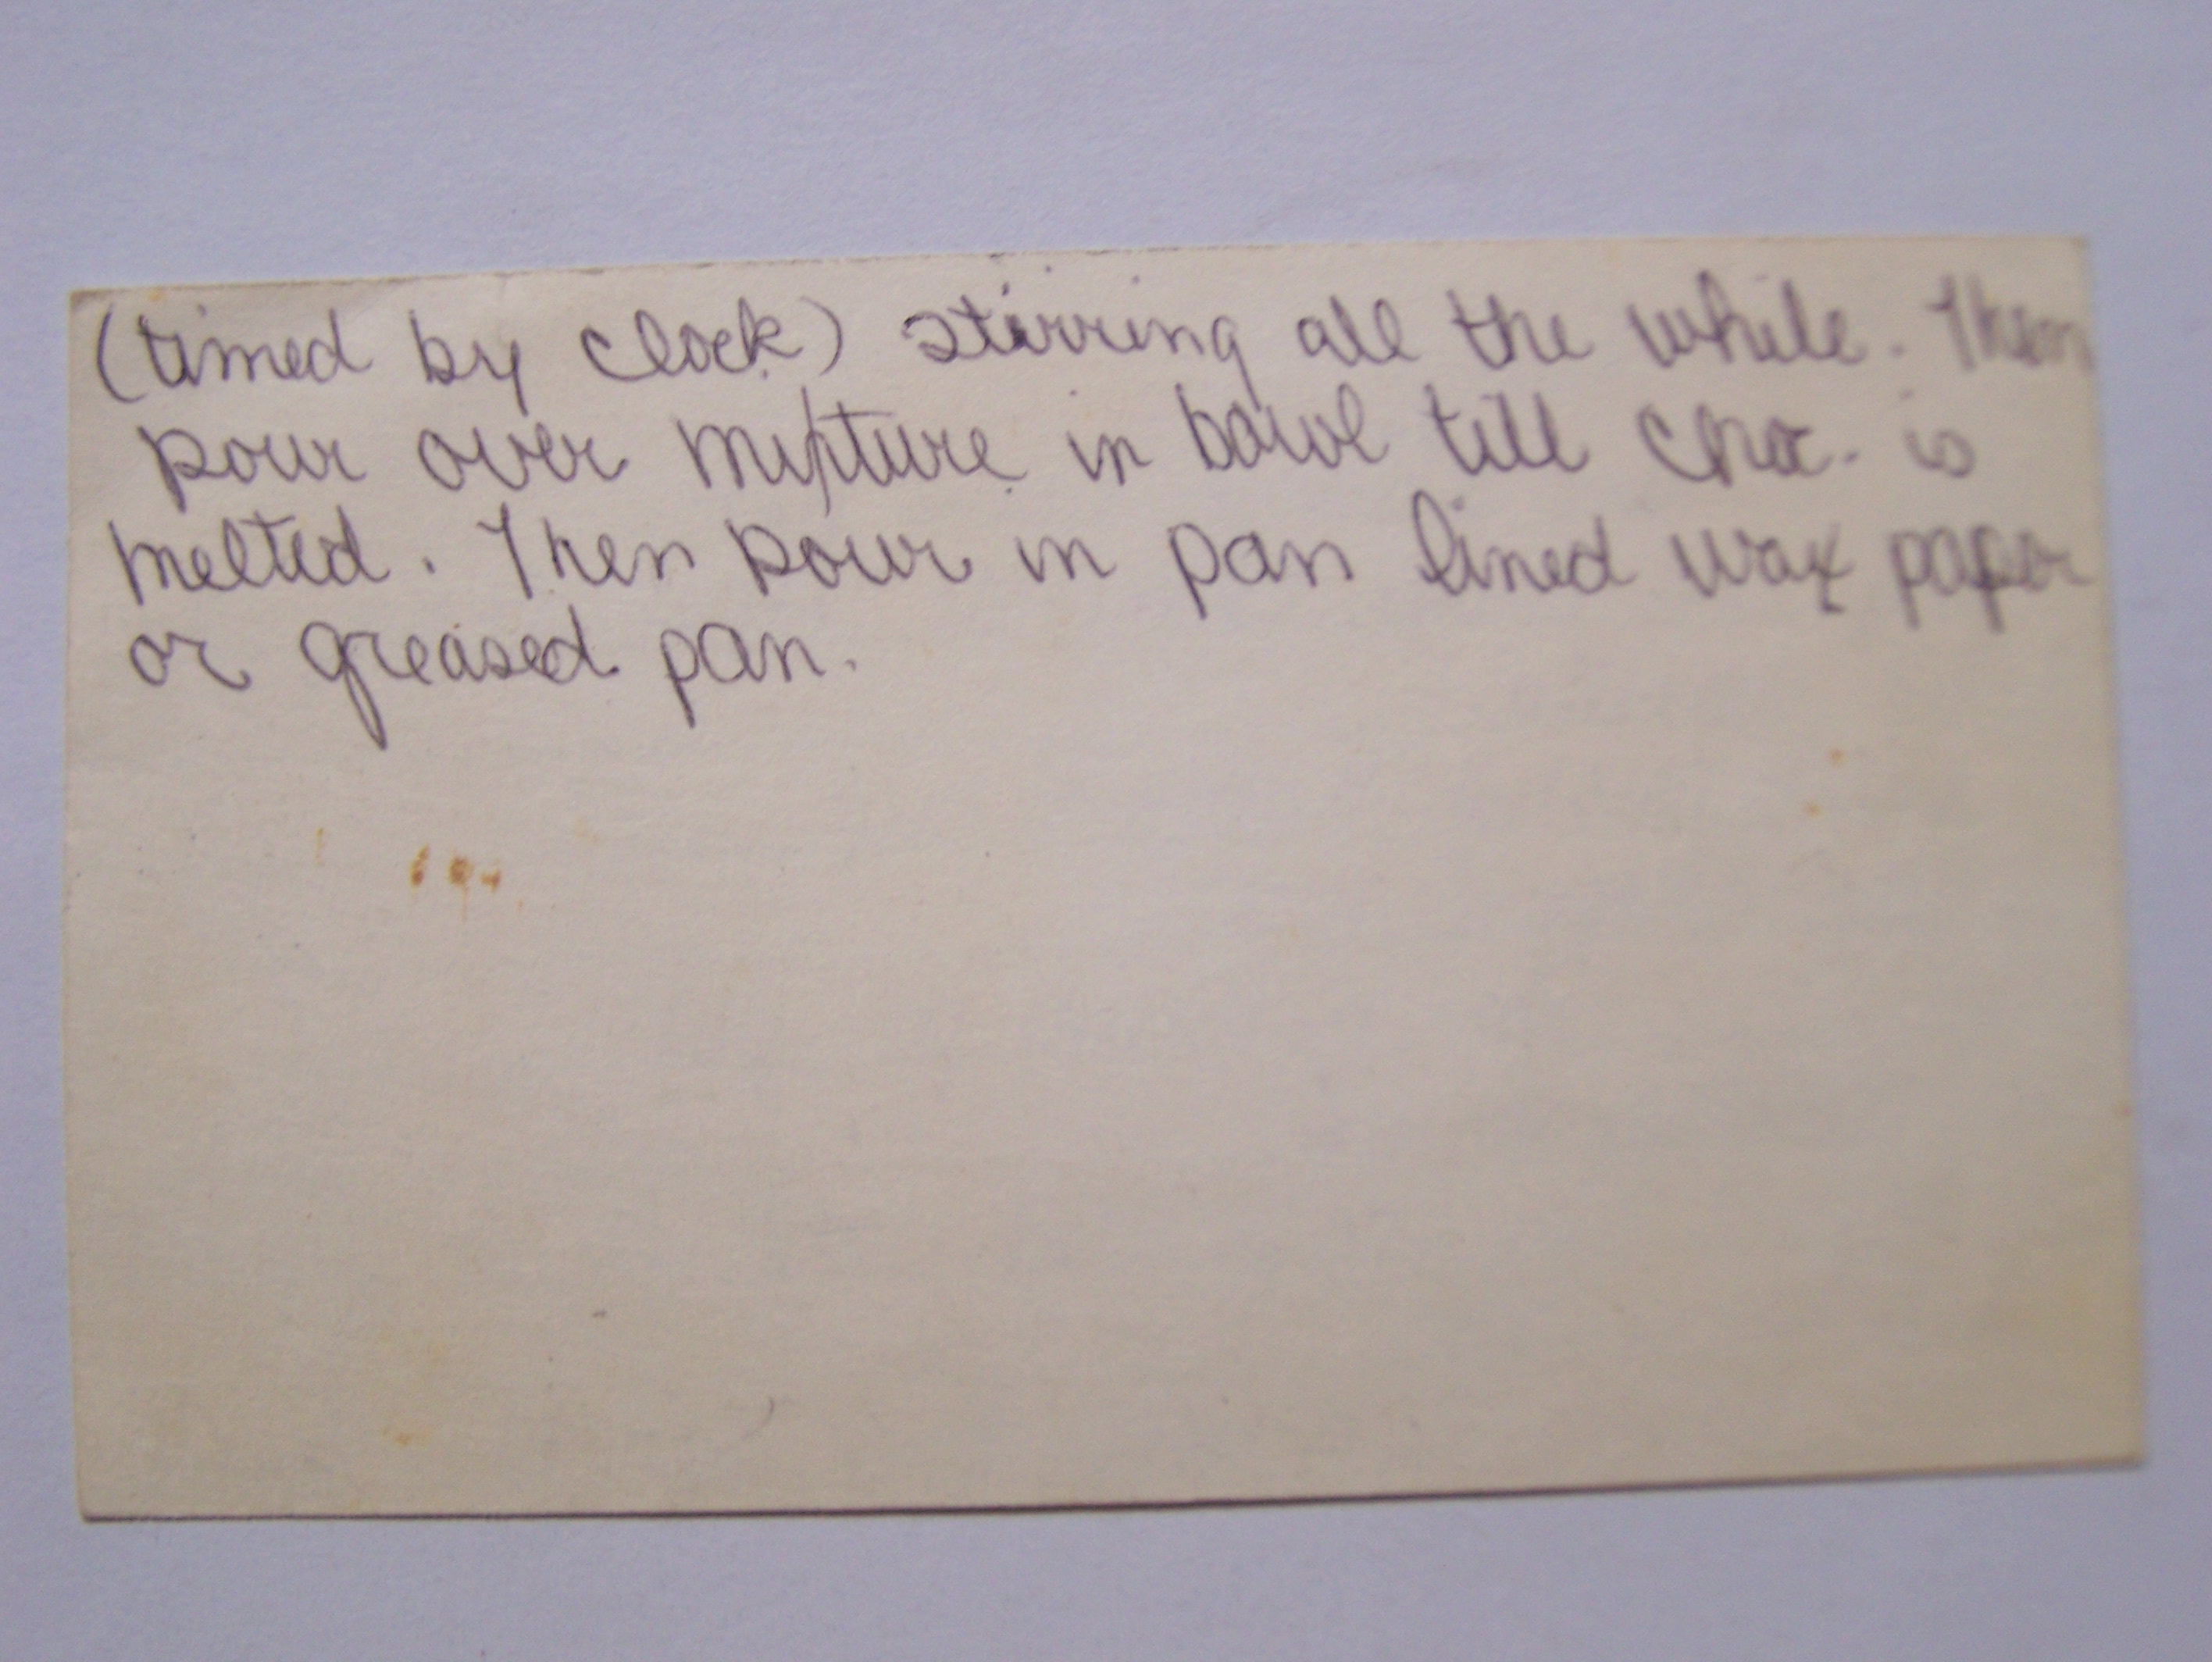 (timed by clock) stirring all the while. Then
pour over mixture in bowl till choc. is
melted. Then pour in pan lined wax paper
or greased pan.